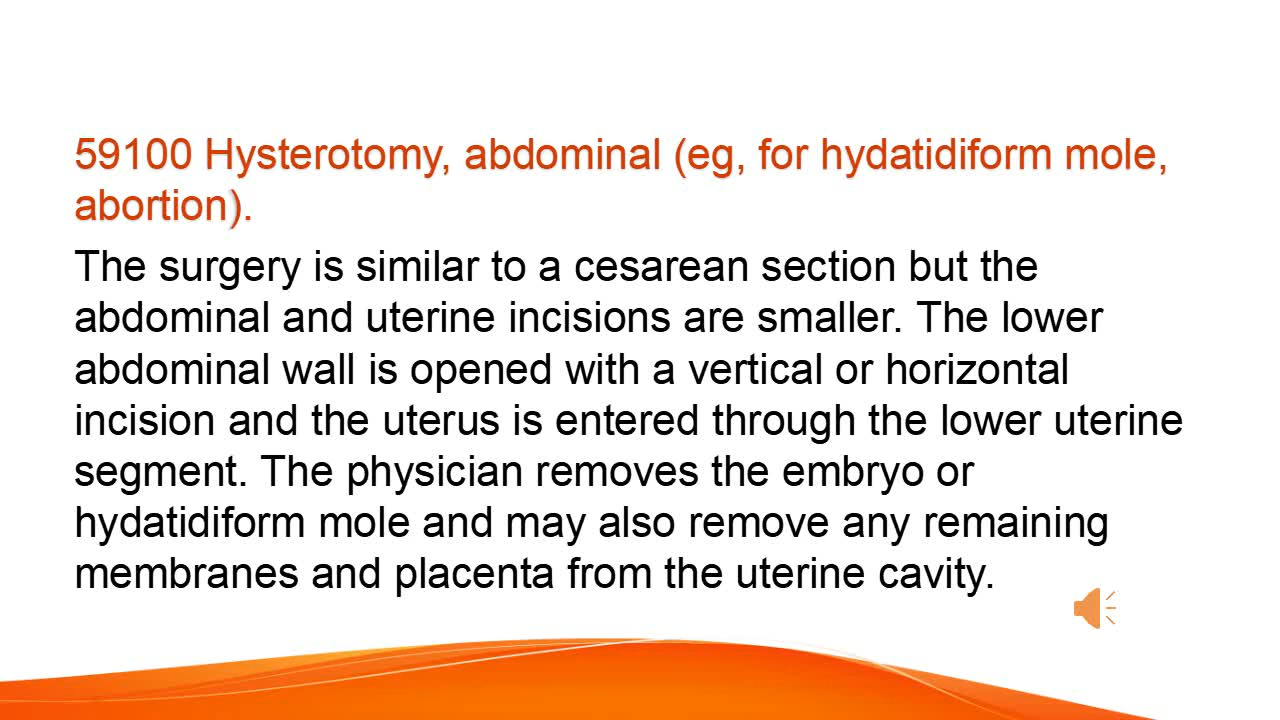 59100 Hysterotomy, abdominal (eg, for hydatidiform mole,
abortion).
The surgery is similar to a cesarean section but the
abdominal and uterine incisions are smaller. The lower
abdominal wall is opened with a vertical or horizontal
incision and the uterus is entered through the lower uterine
segment. The physician removes the embryo or
hydatidiform mole and may also remove any remaining
membranes and placenta from the uterine cavity.